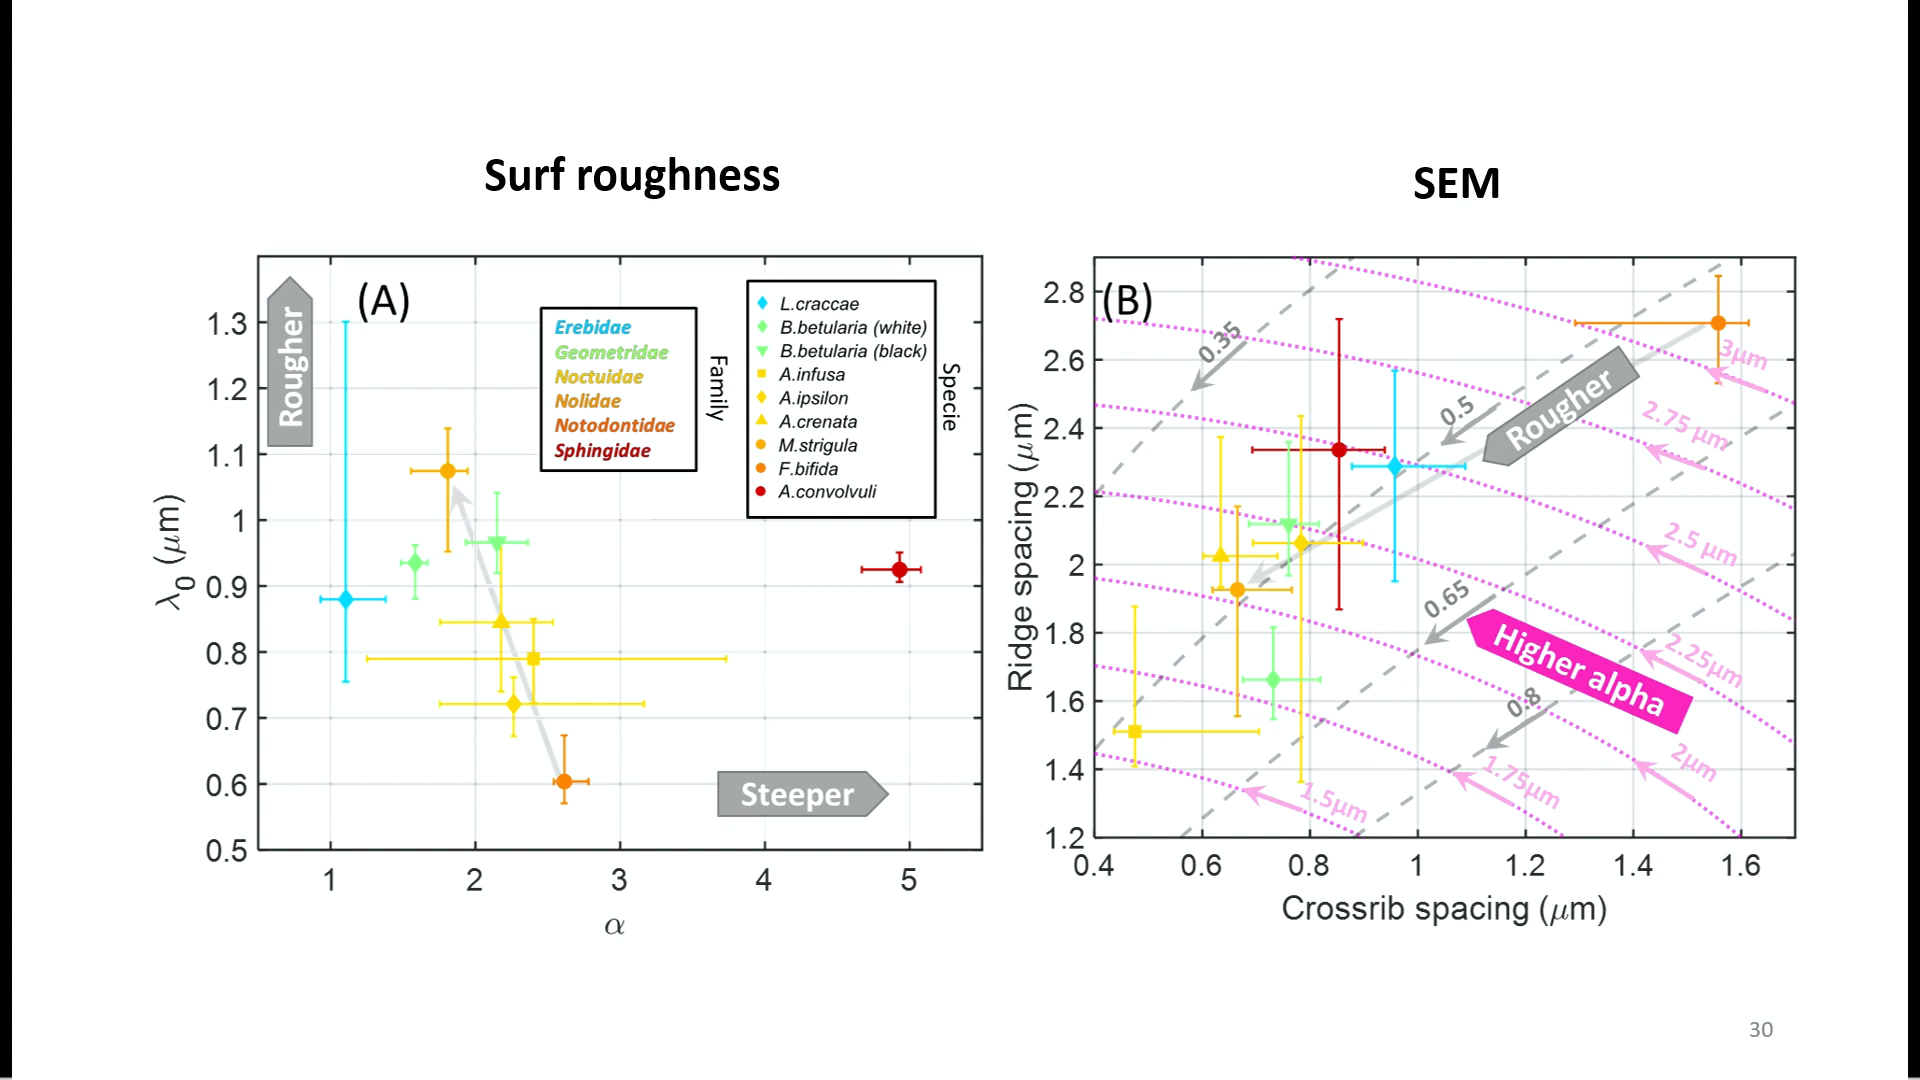 Surf roughness
SEM
(A)
Rougher
Erebidae
Geometridae
Noctuidae
Nolidae
Notodontidae
Sphingidae
Family
L.craccae
B.betularia (white)
B.betularia (black)
A.infusa
A.ipsilon
A.crenata
M.strigula
F.bifida
A.convolvuli
Specie
1.3
1.2
1.1
1
0.9
0.8
0.7
0.6
0.5
λ0 (μm)
Steeper
1 2 3 4 5
α
(B)
2.8
2.6
2.4
2.2
2
1.8
1.6
1.4
1.2
Ridge spacing (μm)
0.35
0.5
0.65
0.8
Rougher
Higher alpha
3μm
2.75 μm
2.5 μm
2.25μm
2μm
1.75μm
1.5μm
0.4 0.6 0.8 1 1.2 1.4 1.6
Crossrib spacing (μm)
30